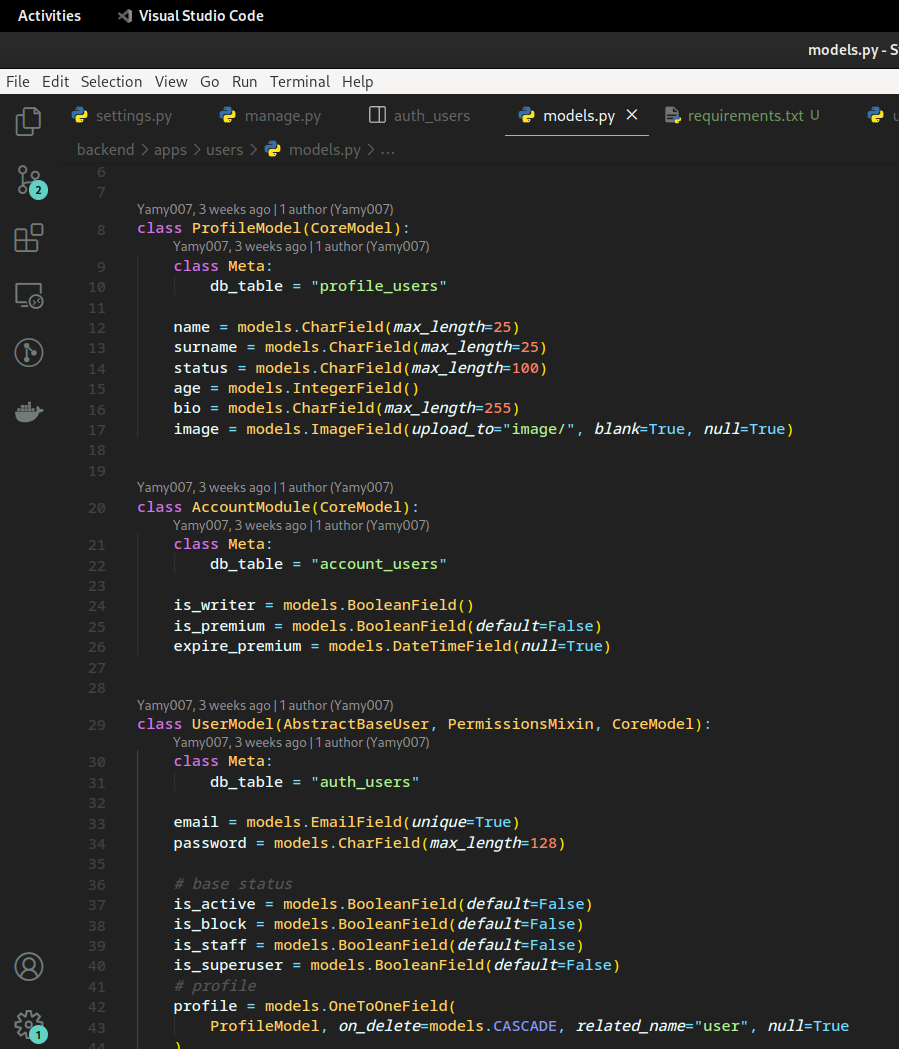 Activities Visual Studio Code
models.py - S
File Edit Selection View Go Run Terminal Help
settings.py manage.py auth_users models.py requirements.txt U
backend > apps > users > models.py > ...
6
7
Yamy007, 3 weeks ago | 1 author (Yamy007)
8 class ProfileModel(CoreModel):
Yamy007, 3 weeks ago | 1 author (Yamy007)
9 class Meta:
10 db_table = "profile_users"
11
12 name = models.CharField(max_length=25)
13 surname = models.CharField(max_length=25)
14 status = models.CharField(max_length=100)
15 age = models.IntegerField()
16 bio = models.CharField(max_length=255)
17 image = models.ImageField(upload_to="image/", blank=True, null=True)
18
19
Yamy007, 3 weeks ago | 1 author (Yamy007)
20 class AccountModule(CoreModel):
Yamy007, 3 weeks ago | 1 author (Yamy007)
21 class Meta:
22 db_table = "account_users"
23
24 is_writer = models.BooleanField()
25 is_premium = models.BooleanField(default=False)
26 expire_premium = models.DateTimeField(null=True)
27
28
Yamy007, 3 weeks ago | 1 author (Yamy007)
29 class UserModel(AbstractBaseUser, PermissionsMixin, CoreModel):
Yamy007, 3 weeks ago | 1 author (Yamy007)
30 class Meta:
31 db_table = "auth_users"
32
33 email = models.EmailField(unique=True)
34 password = models.CharField(max_length=128)
35
36 # base status
37 is_active = models.BooleanField(default=False)
38 is_block = models.BooleanField(default=False)
39 is_staff = models.BooleanField(default=False)
40 is_superuser = models.BooleanField(default=False)
41 # profile
42 profile = models.OneToOneField(
43 ProfileModel, on_delete=models.CASCADE, related_name="user", null=True
44 )
2
1